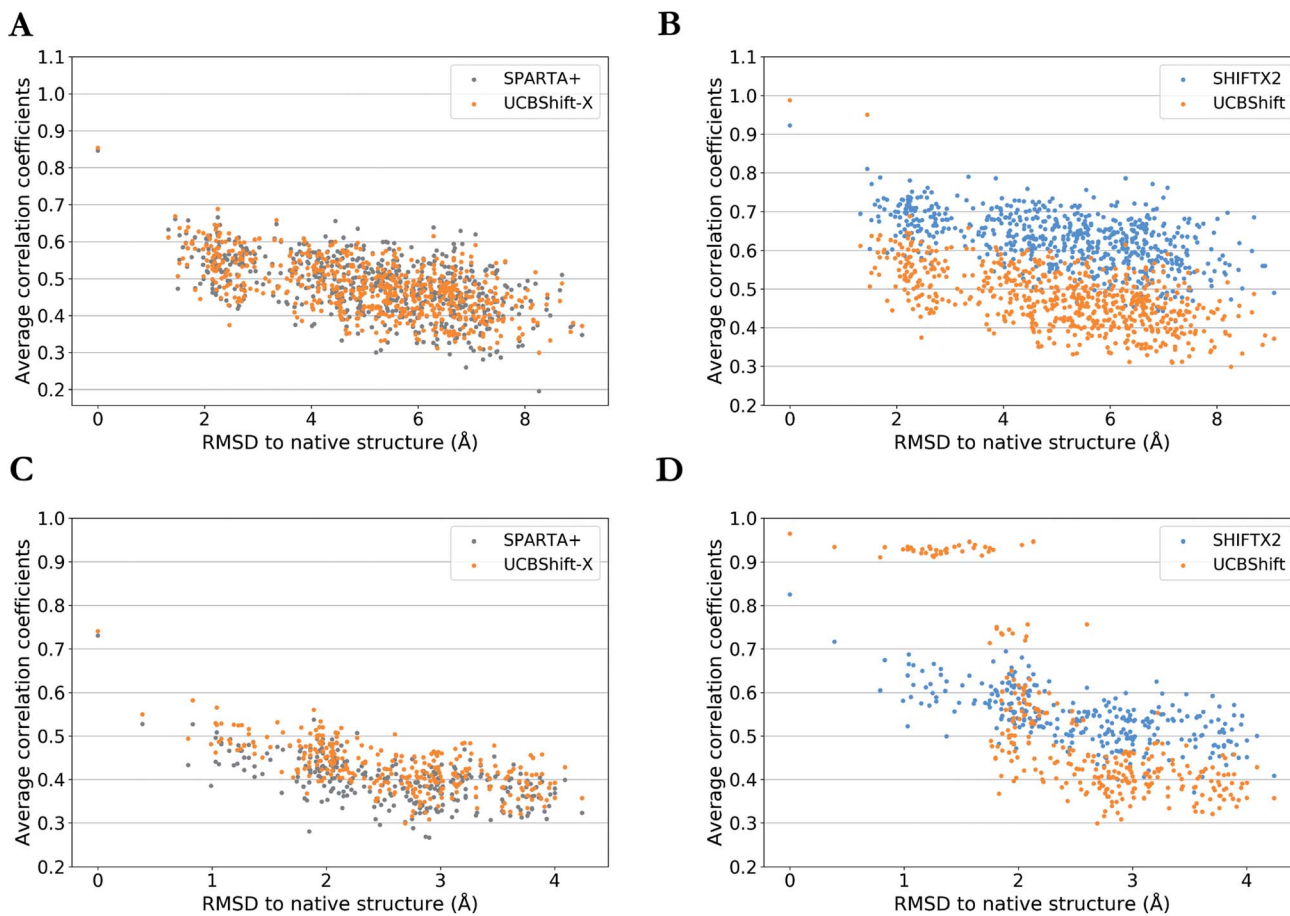 A
Average correlation coefficients
1.1
1.0
0.9
0.8
0.7
0.6
0.5
0.4
0.3
0.2
SPARTA+
UCBShift-X
0 2 4 6 8
RMSD to native structure (Å)
B
Average correlation coefficients
1.1
1.0
0.9
0.8
0.7
0.6
0.5
0.4
0.3
0.2
SHIFTX2
UCBShift
0 2 4 6 8
RMSD to native structure (Å)
C
Average correlation coefficients
1.0
0.9
0.8
0.7
0.6
0.5
0.4
0.3
0.2
SPARTA+
UCBShift-X
0 1 2 3 4
RMSD to native structure (Å)
D
Average correlation coefficients
1.0
0.9
0.8
0.7
0.6
0.5
0.4
0.3
0.2
SHIFTX2
UCBShift
0 1 2 3 4
RMSD to native structure (Å)